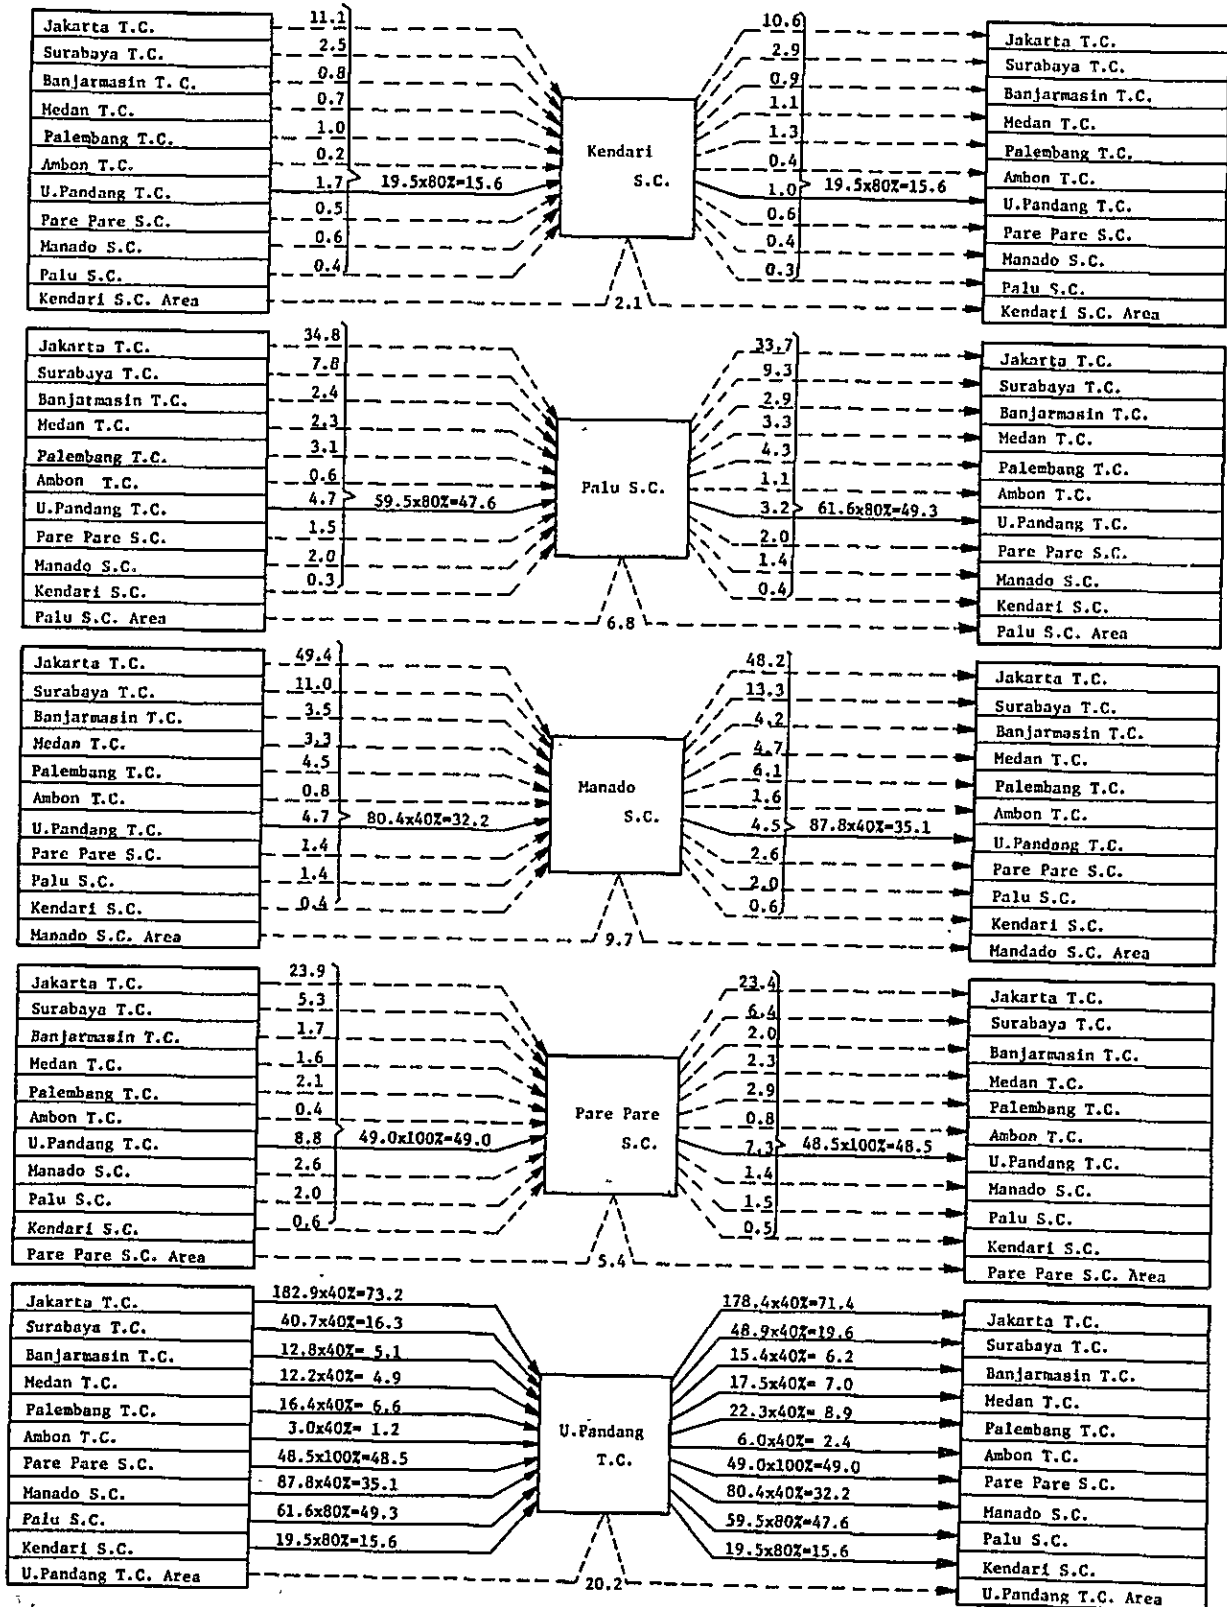 Jakarta T.C. 11.1 10.6 Jakarta T.C.
Surabaya T.C. 2.5 2.9 Surabaya T.C.
Banjarmasin T. C. 0.8 0.9 Banjarmasin T.C.
Medan T.C. 0.7 1.1 Medan T.C.
Palembang T.C. 1.0 Kendari 1.3 Palembang T.C.
Ambon T.C. 0.2 S.C. 0.4 Ambon T.C.
U.Pandang T.C. 1.7 19.5x80%=15.6 1.0 19.5x80%=15.6 U.Pandang T.C.
Pare Pare S.C. 0.5 0.6 Pare Pare S.C.
Manado S.C. 0.6 0.4 Manado S.C.
Palu S.C. 0.4 0.3 Palu S.C.
Kendari S.C. Area 2.1 Kendari S.C. Area
Jakarta T.C. 34.8 33.7 Jakarta T.C.
Surabaya T.C. 7.8 9.3 Surabaya T.C.
Banjarmasin T.C. 2.4 2.9 Banjarmasin T.C.
Medan T.C. 2.3 3.3 Medan T.C.
Palembang T.C. 3.1 4.3 Palembang T.C.
Ambon T.C. 0.6 Palu S.C. 1.1 Ambon T.C.
U.Pandang T.C. 4.7 59.5x80%=47.6 3.2 61.6x80%=49.3 U.Pandang T.C.
Pare Pare S.C. 1.5 2.0 Pare Pare S.C.
Manado S.C. 2.0 1.4 Manado S.C.
Kendari S.C. 0.3 0.4 Kendari S.C.
Palu S.C. Area 6.8 Palu S.C. Area
Jakarta T.C. 49.4 48.2 Jakarta T.C.
Surabaya T.C. 11.0 13.3 Surabaya T.C.
Banjarmasin T.C. 3.5 4.2 Banjarmasin T.C.
Medan T.C. 3.3 4.7 Medan T.C.
Palembang T.C. 4.5 Manado 6.1 Palembang T.C.
Ambon T.C. 0.8 S.C. 1.6 Ambon T.C.
U.Pandang T.C. 4.7 80.4x40%=32.2 4.5 87.8x40%=35.1 U.Pandang T.C.
Pare Pare S.C. 1.4 2.6 Pare Pare S.C.
Palu S.C. 1.4 2.0 Palu S.C.
Kendari S.C. 0.4 0.6 Kendari S.C.
Manado S.C. Area 9.7 Mandado S.C. Area
Jakarta T.C. 23.9 23.4 Jakarta T.C.
Surabaya T.C. 5.3 6.4 Surabaya T.C.
Banjarmasin T.C. 1.7 2.0 Banjarmasin T.C.
Medan T.C. 1.6 2.3 Medan T.C.
Palembang T.C. 2.1 Pare Pare 2.9 Palembang T.C.
Ambon T.C. 0.4 S.C. 0.8 Ambon T.C.
U.Pandang T.C. 8.8 49.0x100%=49.0 7.3 48.5x100%=48.5 U.Pandang T.C.
Manado S.C. 2.6 1.4 Manado S.C.
Palu S.C. 2.0 1.5 Palu S.C.
Kendari S.C. 0.6 0.5 Kendari S.C.
Pare Pare S.C. Area 5.4 Pare Pare S.C. Area
Jakarta T.C. 182.9x40%=73.2 178.4x40%=71.4 Jakarta T.C.
Surabaya T.C. 40.7x40%=16.3 48.9x40%=19.6 Surabaya T.C.
Banjarmasin T.C. 12.8x40%= 5.1 15.4x40%= 6.2 Banjarmasin T.C.
Medan T.C. 12.2x40%= 4.9 17.5x40%= 7.0 Medan T.C.
Palembang T.C. 16.4x40%= 6.6 U.Pandang 22.3x40%= 8.9 Palembang T.C.
Ambon T.C. 3.0x40%= 1.2 T.C. 6.0x40%= 2.4 Ambon T.C.
Pare Pare S.C. 48.5x100%=48.5 49.0x100%=49.0 Pare Pare S.C.
Manado S.C. 87.8x40%=35.1 80.4x40%=32.2 Manado S.C.
Palu S.C. 61.6x80%=49.3 59.5x80%=47.6 Palu S.C.
Kendari S.C. 19.5x80%=15.6 19.5x80%=15.6 Kendari S.C.
U.Pandang T.C. Area 20.2 U.Pandang T.C. Area